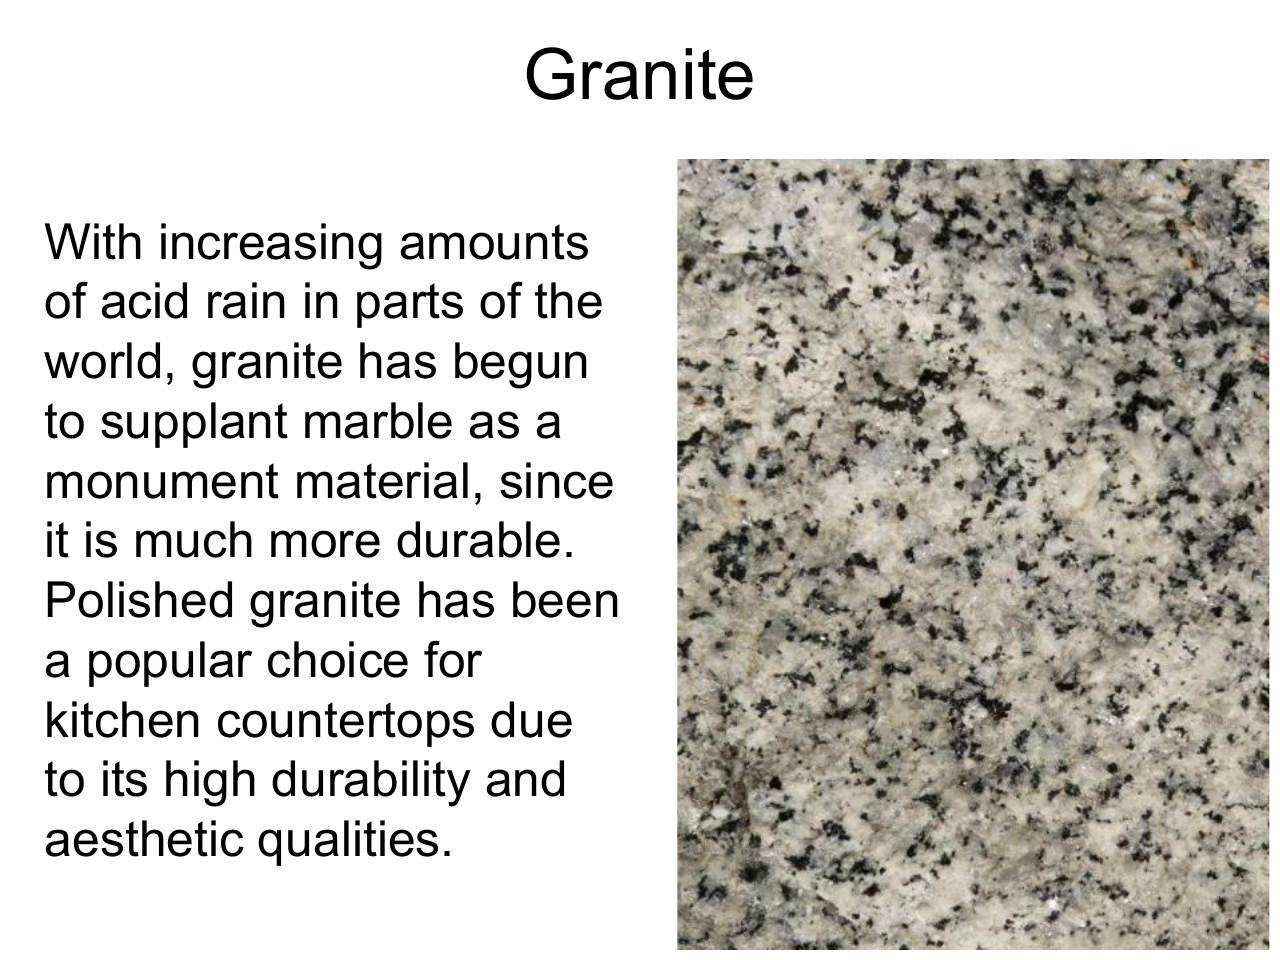 Granite
With increasing amounts
of acid rain in parts of the
world, granite has begun
to supplant marble as a
monument material, since
it is much more durable.
Polished granite has been
a popular choice for
kitchen countertops due
to its high durability and
aesthetic qualities.